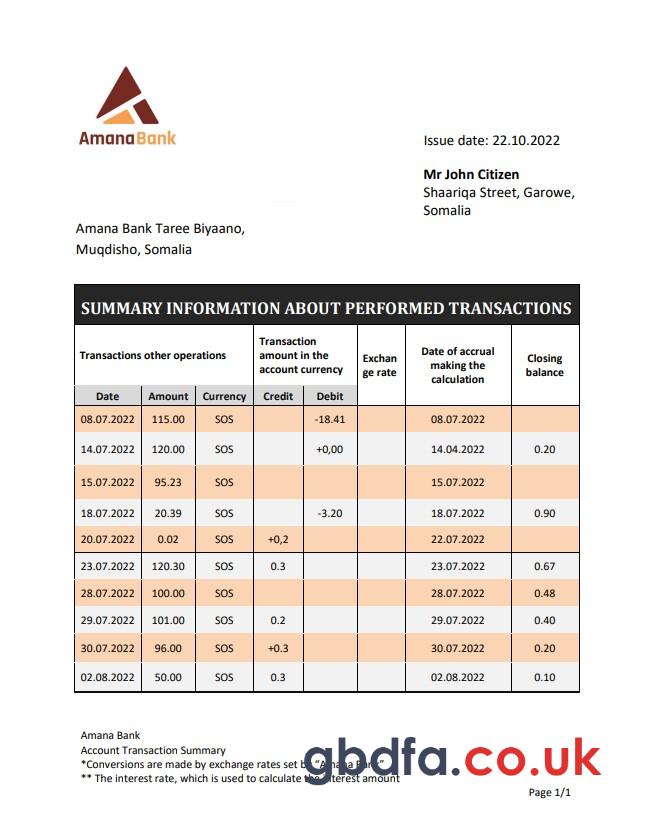 AmanaBank
Issue date: 22.10.2022
Mr John Citizen
Shaariqa Street, Garowe,
Somalia
Amana Bank Taree Biyaano,
Muqdisho, Somalia
SUMMARY INFORMATION ABOUT PERFORMED TRANSACTIONS
Transactions other operations
Transaction
amount in the
account currency
Exchan
ge rate
Date of accrual
making the
calculation
Closing
balance
Date Amount Currency Credit Debit
08.07.2022 115.00 SOS -18.41 08.07.2022
14.07.2022 120.00 SOS +0,00 14.04.2022 0.20
15.07.2022 95.23 SOS 15.07.2022
18.07.2022 20.39 SOS -3.20 18.07.2022 0.90
20.07.2022 0.02 SOS +0,2 22.07.2022
23.07.2022 120.30 SOS 0.3 23.07.2022 0.67
28.07.2022 100.00 SOS 28.07.2022 0.48
29.07.2022 101.00 SOS 0.2 29.07.2022 0.40
30.07.2022 96.00 SOS +0.3 30.07.2022 0.20
02.08.2022 50.00 SOS 0.3 02.08.2022 0.10
Amana Bank
Account Transaction Summary
*Conversions are made by exchange rates set by “Amana Bank”
** The interest rate, which is used to calculate the interest amount
gbdfa.co.uk
Page 1/1